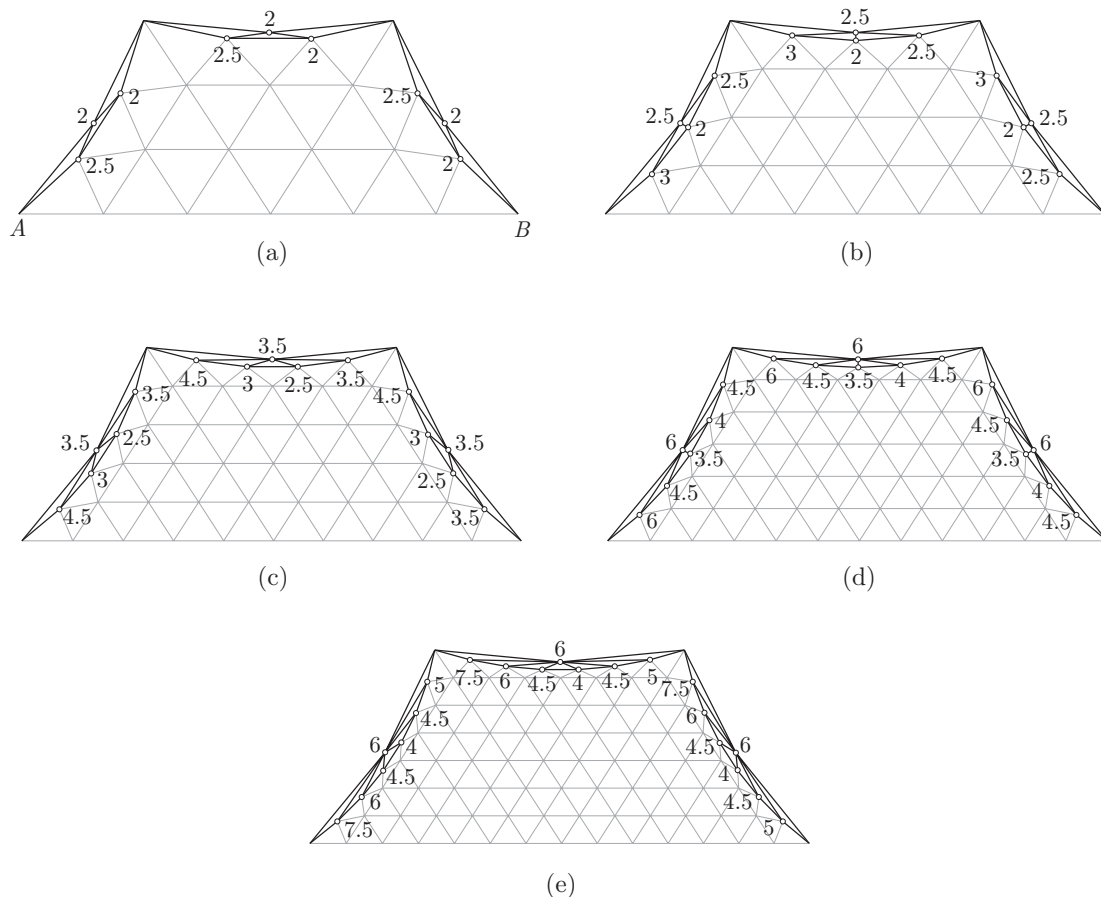 2
2.5 2
2 2 2.5 2
2.5 2
A B
(a)
2.5
3 2 2.5
2.5 3
2.5 2 2 2.5
3 2.5
(b)
3.5
4.5 3 2.5 3.5
3.5 4.5
3.5 2.5 3 3.5
3 2.5
4.5 3.5
(c)
6
6 4.5 3.5 4 4.5
4.5 6
4 4.5
6 3.5 3.5 6
4.5 4
6 4.5
(d)
6
7.5 6 4.5 4 4.5 5
5 7.5
4.5 6
6 4 4.5 6
4.5 4
6 4.5
7.5 5
(e)